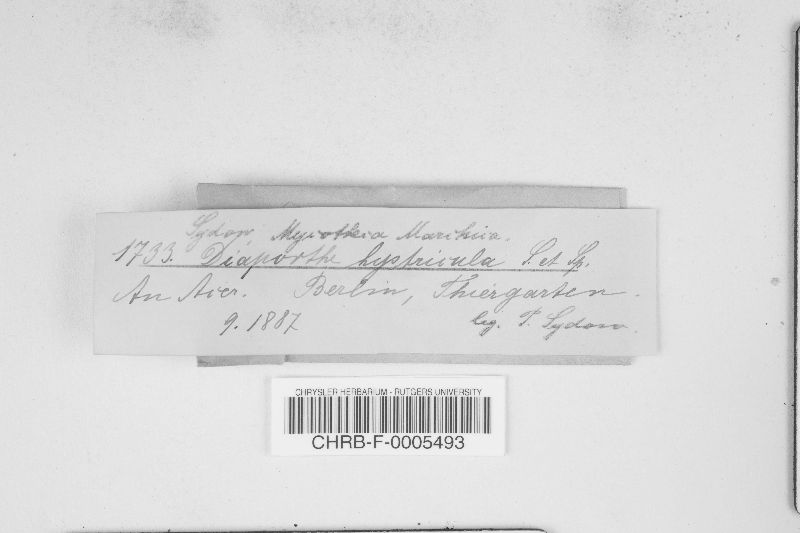 Sydow, Mycotheca Marchica.
1733. Diaporthe hystricula S. et Sp.
An Acer. Berlin, Thiergarten.
9. 1887 leg. P. Sydow.
CHRYSLER HERBARIUM - RUTGERS UNIVERSITY
CHRB-F-0005493